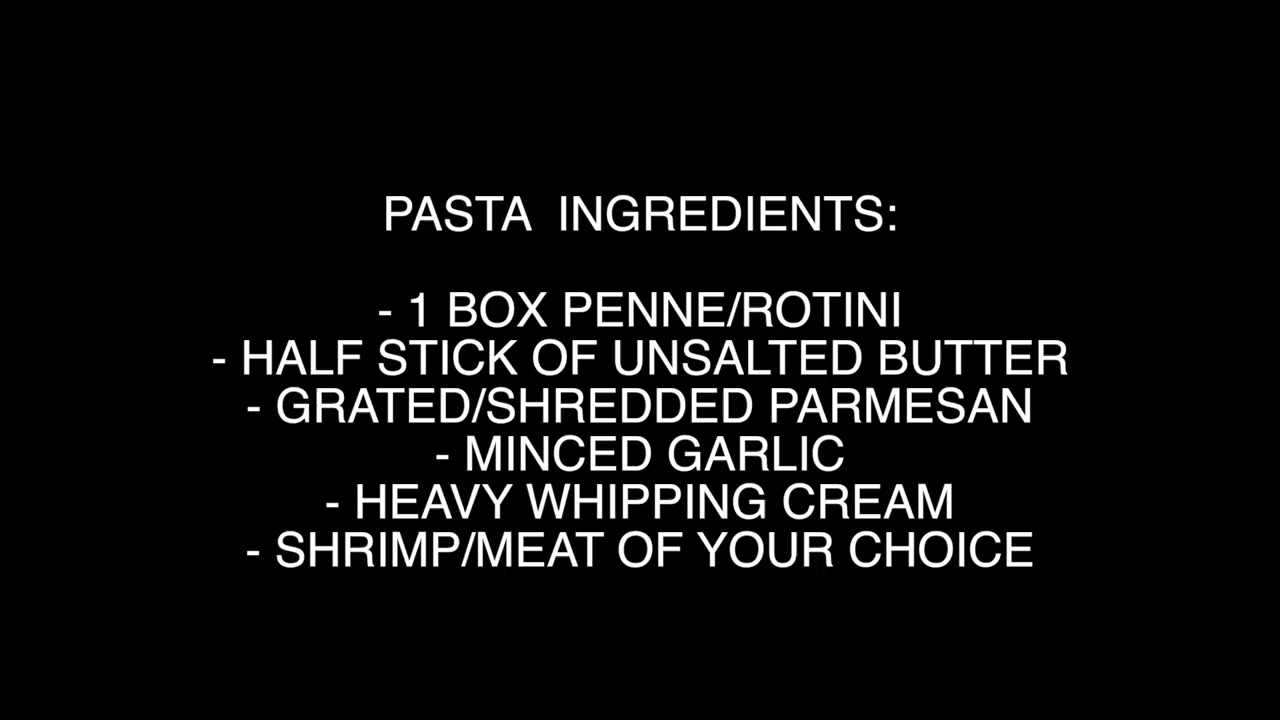 PASTA  INGREDIENTS:
- 1 BOX PENNE/ROTINI
- HALF STICK OF UNSALTED BUTTER
- GRATED/SHREDDED PARMESAN
- MINCED GARLIC
- HEAVY WHIPPING CREAM
- SHRIMP/MEAT OF YOUR CHOICE